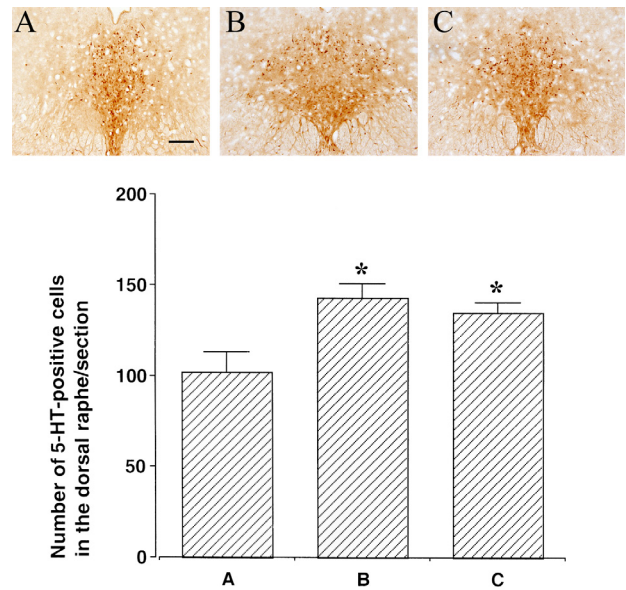 A
B
C
200
150
100
50
0
Number of 5-HT-positive cells
in the dorsal raphe/section
*
*
A
B
C